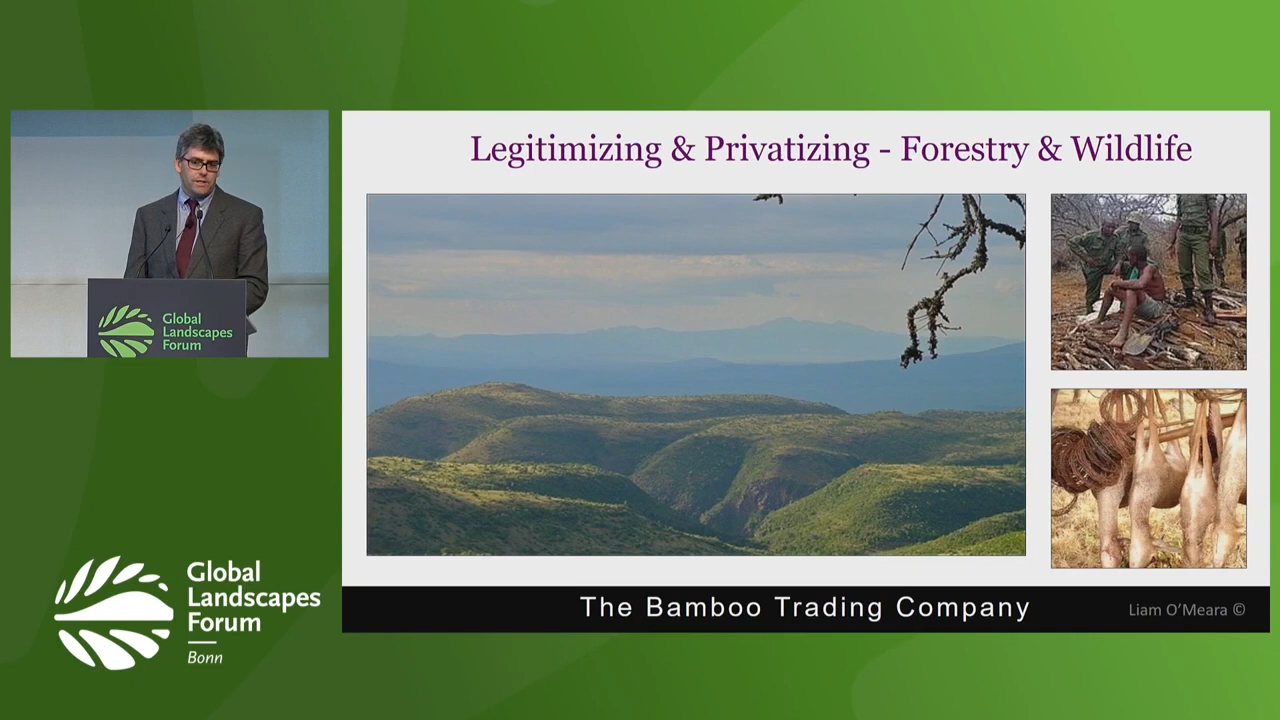 Legitimizing & Privatizing - Forestry & Wildlife
Global
Landscapes
Forum
The Bamboo Trading Company
Liam O’Meara ©
Global
Landscapes
Forum
Bonn